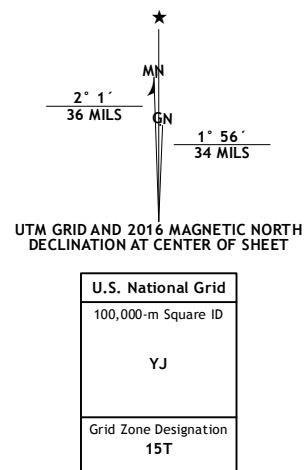 ★
MN
2° 1´
36 MILS
GN
1° 56´
34 MILS
UTM GRID AND 2016 MAGNETIC NORTH
DECLINATION AT CENTER OF SHEET
U.S. National Grid
100,000-m Square ID
YJ
Grid Zone Designation
15T